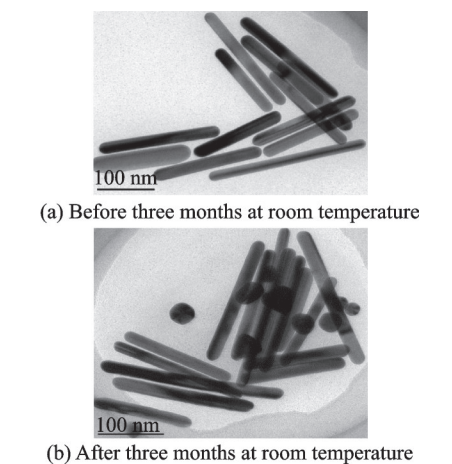 100 nm
(a) Before three months at room temperature
100 nm
(b) After three months at room temperature